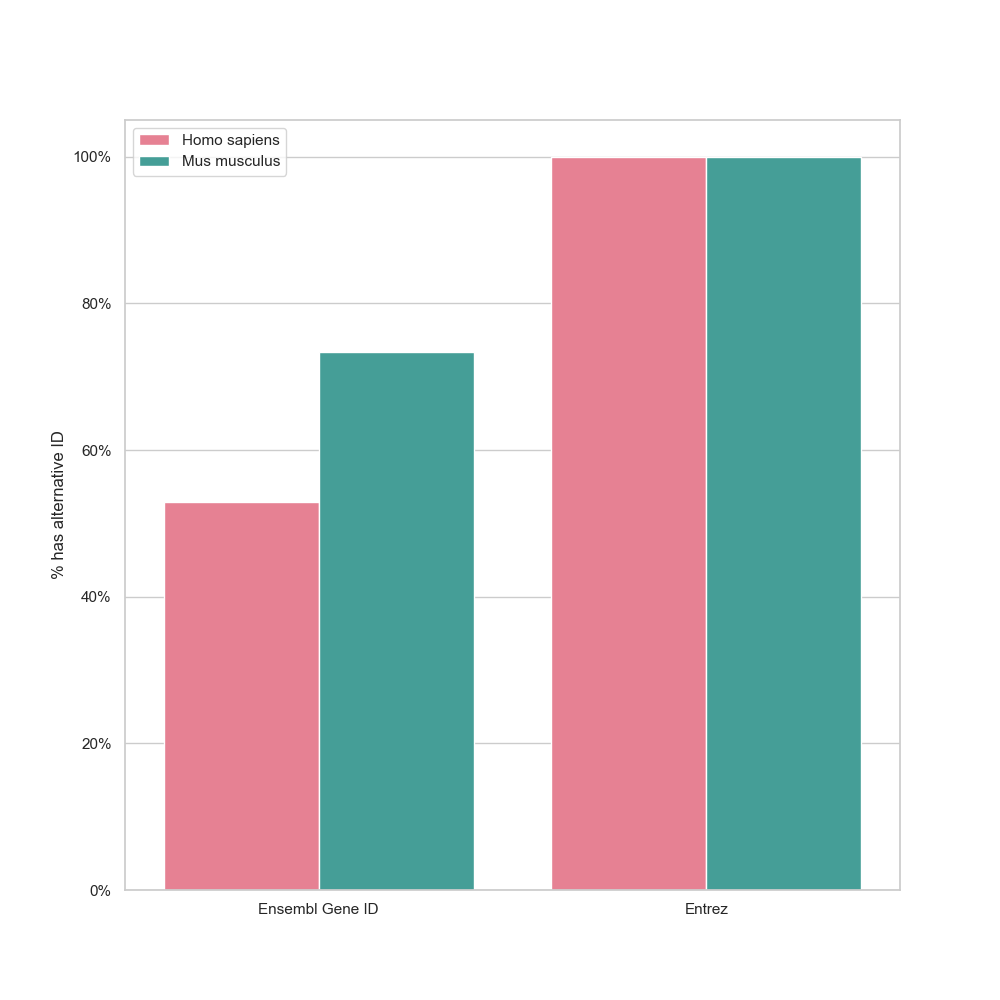 Homo sapiens
Mus musculus
100%
80%
60%
40%
20%
0%
% has alternative ID
Ensembl Gene ID
Entrez